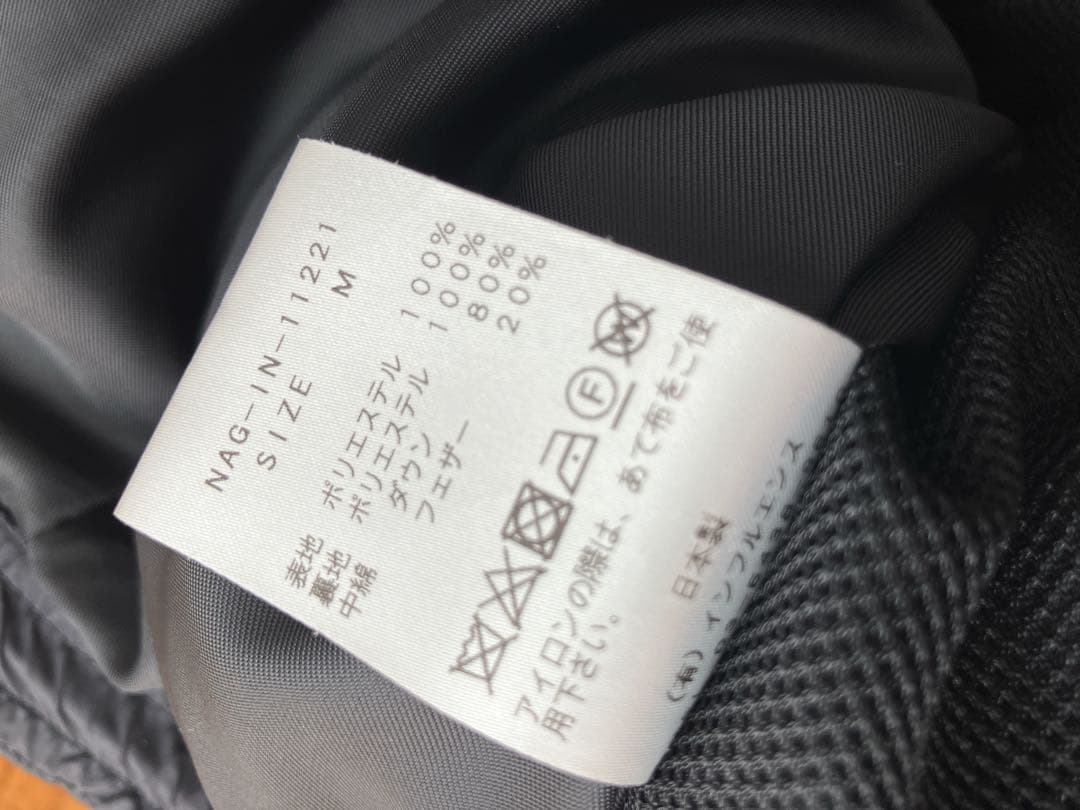 NAG-IN-11221
SIZE M
表地 ポリエステル 100%
裏地 ポリエステル 100%
中綿 ダウン 80%
フェザー 20%
F W
アイロンの際は、あて布をご使
用下さい。
日本製
(有)インフルエンス